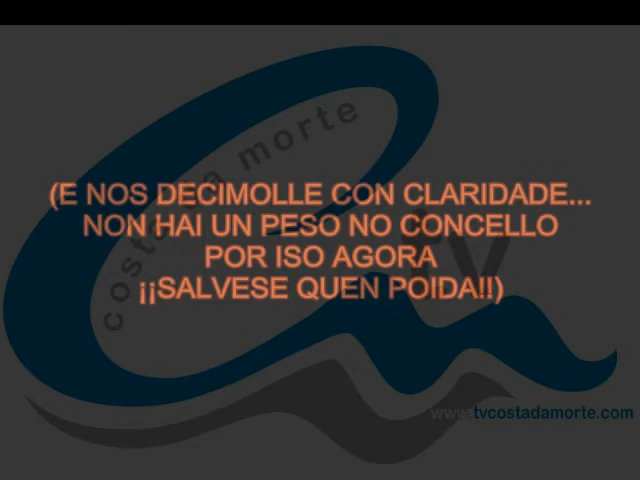 (E NOS DECIMOLLE CON CLARIDADE...
NON HAI UN PESO NO CONCELLO
POR ISO AGORA
¡¡SALVESE QUEN POIDA!!)
costa da morte
tv
www.tvcostadamorte.com